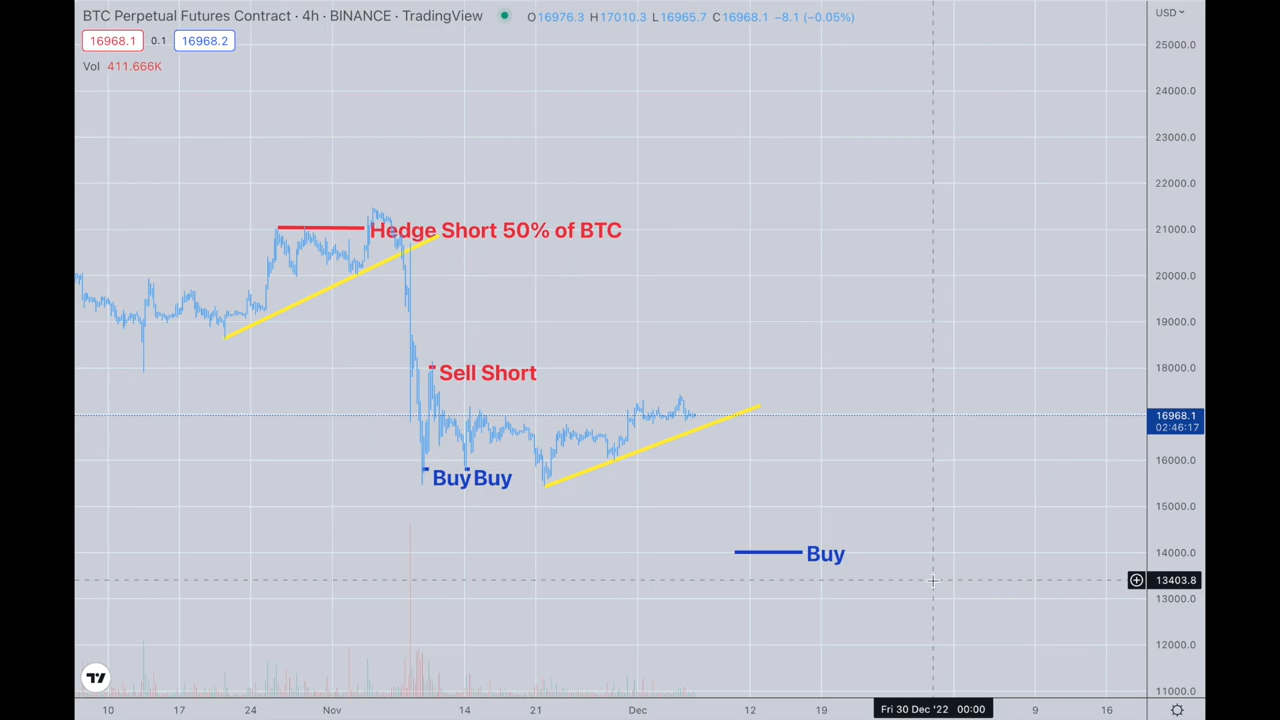 BTC Perpetual Futures Contract · 4h · BINANCE · TradingView O16976.3 H17010.3 L16965.7 C16968.1 −8.1 (−0.05%)
USD
16968.1 0.1 16968.2
Vol 411.666K
25000.0
24000.0
23000.0
22000.0
Hedge Short 50% of BTC
21000.0
20000.0
19000.0
18000.0
Sell Short
16968.1
02:46:17
16000.0
Buy Buy
15000.0
14000.0
Buy
13403.8
13000.0
12000.0
11000.0
10 17 24 Nov 7 14 21 Dec 12 19 Fri 30 Dec '22 00:00 9 16